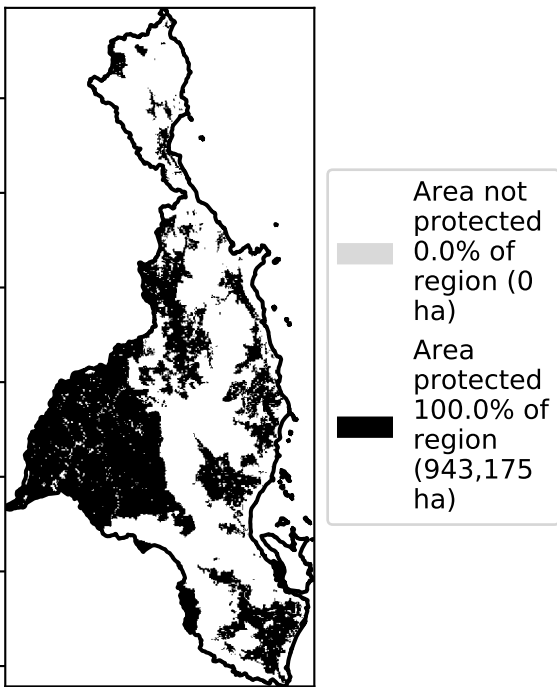 Area not
protected
0.0% of
region (0
ha)
Area
protected
100.0% of
region
(943,175
ha)